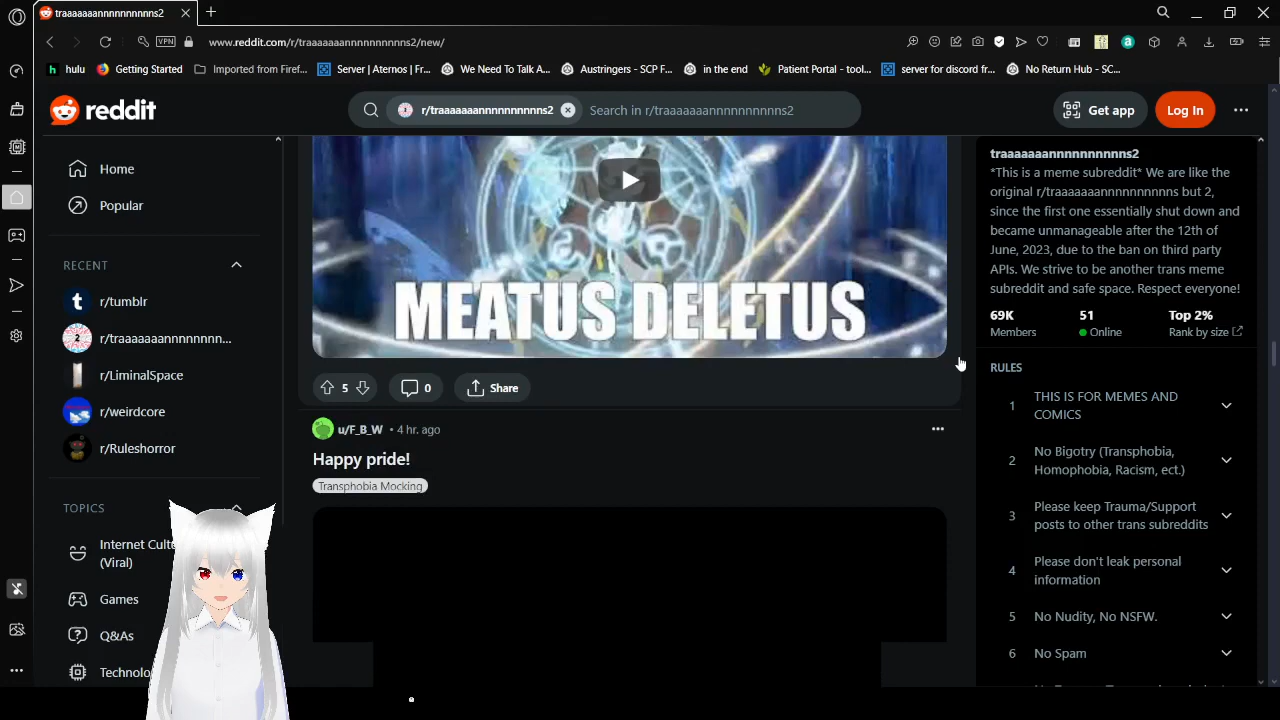 traaaaaaannnnnnnnnns2
www.reddit.com/r/traaaaaaannnnnnnnnns2/new/
VPN
hulu
Getting Started
Imported from Firef...
Server | Aternos | Fr...
We Need To Talk A...
Austringers - SCP F...
in the end
Patient Portal - tool...
server for discord fr...
No Return Hub - SC...
reddit
r/traaaaaaannnnnnnnnns2
Search in r/traaaaaaannnnnnnnnns2
Get app
Log In
Home
Popular
RECENT
r/tumblr
r/traaaaaaannnnnnn...
r/LiminalSpace
r/weirdcore
r/Ruleshorror
TOPICS
Internet Cult
(Viral)
Games
Q&As
Technolo
MEATUS DELETUS
5
0
Share
u/F_B_W • 4 hr. ago
Happy pride!
Transphobia Mocking
traaaaaaannnnnnnnnns2
*This is a meme subreddit* We are like the
original r/traaaaaaannnnnnnnnns but 2,
since the first one essentially shut down and
became unmanageable after the 12th of
June, 2023, due to the ban on third party
APIs. We strive to be another trans meme
subreddit and safe space. Respect everyone!
69K
Members
51
Online
Top 2%
Rank by size
RULES
1
THIS IS FOR MEMES AND
COMICS
2
No Bigotry (Transphobia,
Homophobia, Racism, ect.)
3
Please keep Trauma/Support
posts to other trans subreddits
4
Please don't leak personal
information
5
No Nudity, No NSFW.
6
No Spam